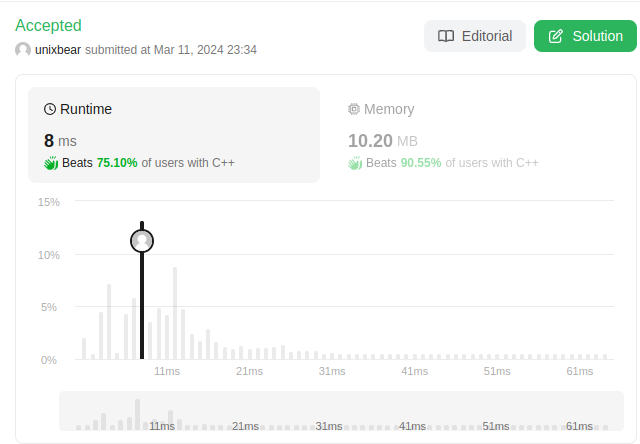 Accepted
unixbear submitted at Mar 11, 2024 23:34
Editorial
Solution
Runtime
8 ms
Beats 75.10% of users with C++
Memory
10.20 MB
Beats 90.55% of users with C++
15%
10%
5%
0%
11ms 21ms 31ms 41ms 51ms 61ms
11ms 21ms 31ms 41ms 51ms 61ms